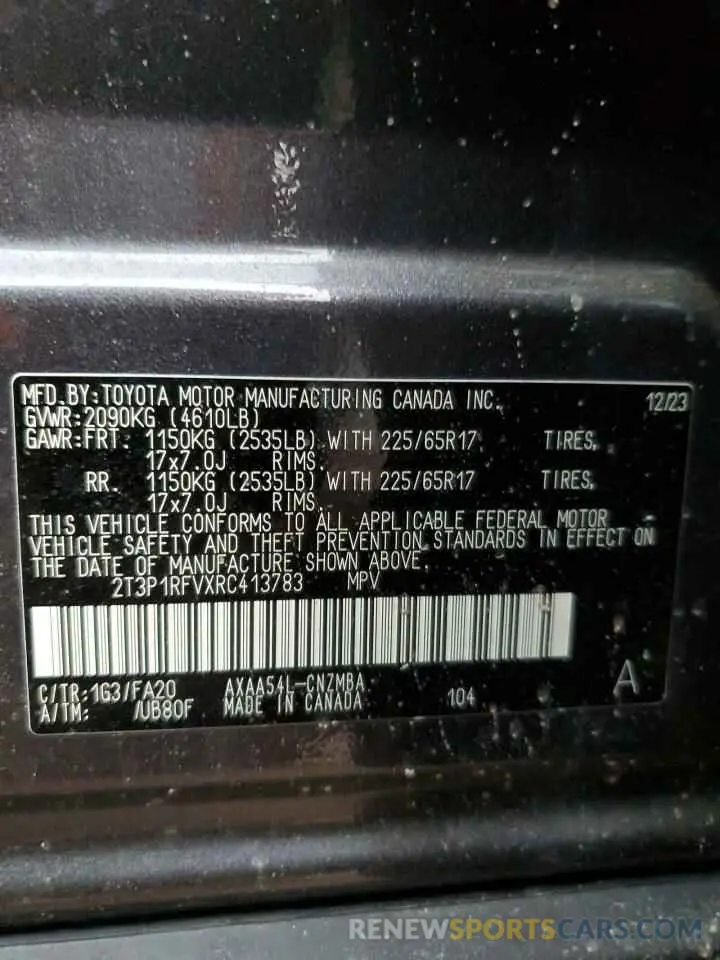 MFD.BY:TOYOTA MOTOR MANUFACTURING CANADA INC. 12/23
GVWR:2090KG (4610LB)
GAWR:FRT. 1150KG (2535LB) WITH 225/65R17 TIRES,
17x7.0J RIMS.
RR. 1150KG (2535LB) WITH 225/65R17 TIRES,
17x7.0J RIMS.
THIS VEHICLE CONFORMS TO ALL APPLICABLE FEDERAL MOTOR
VEHICLE SAFETY AND THEFT PREVENTION STANDARDS IN EFFECT ON
THE DATE OF MANUFACTURE SHOWN ABOVE.
2T3P1RFVXRC413783 MPV
C/TR:1G3/FA20 AXAA54L-CNZMBA A
A/TM: /UB80F MADE IN CANADA 104
RENEWSPORTSCARS.COM